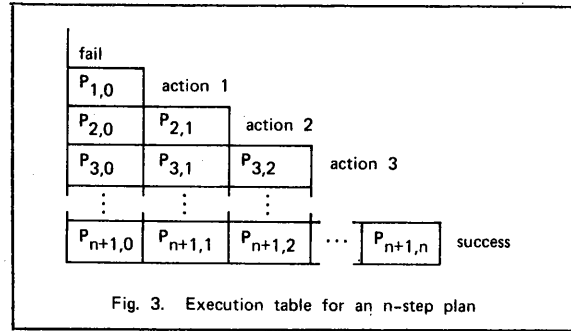 fail
P1,0 action 1
P2,0 P2,1 action 2
P3,0 P3,1 P3,2 action 3
⋮ ⋮ ⋮
Pn+1,0 Pn+1,1 Pn+1,2 ... Pn+1,n success
Fig. 3. Execution table for an n-step plan